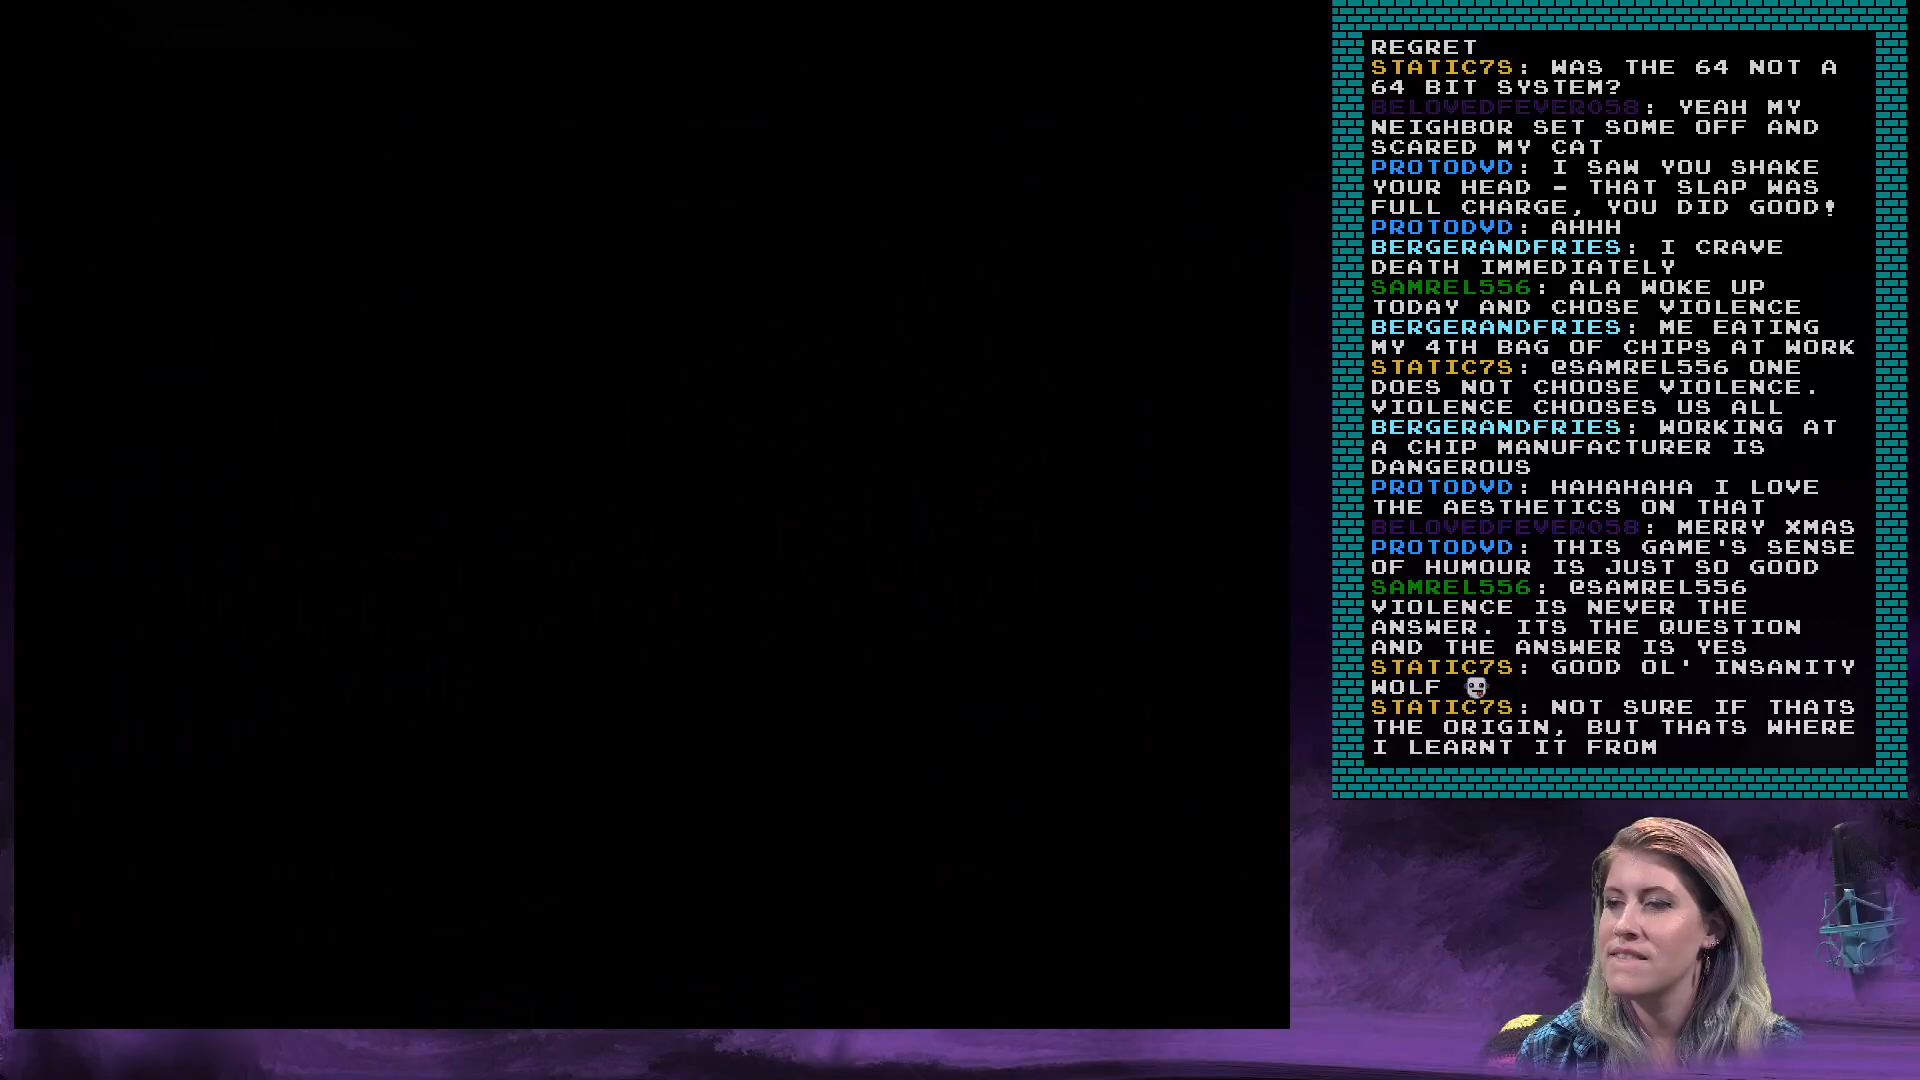 REGRET
STATIC7S: WAS THE 64 NOT A
64 BIT SYSTEM?
BELOVEDFEVER058: YEAH MY
NEIGHBOR SET SOME OFF AND
SCARED MY CAT
PROTODVD: I SAW YOU SHAKE
YOUR HEAD - THAT SLAP WAS
FULL CHARGE, YOU DID GOOD!
PROTODVD: AHHH
BERGERANDFRIES: I CRAVE
DEATH IMMEDIATELY
SAMREL556: ALA WOKE UP
TODAY AND CHOSE VIOLENCE
BERGERANDFRIES: ME EATING
MY 4TH BAG OF CHIPS AT WORK
STATIC7S: @SAMREL556 ONE
DOES NOT CHOOSE VIOLENCE.
VIOLENCE CHOOSES US ALL
BERGERANDFRIES: WORKING AT
A CHIP MANUFACTURER IS
DANGEROUS
PROTODVD: HAHAHAHA I LOVE
THE AESTHETICS ON THAT
BELOVEDFEVER058: MERRY XMAS
PROTODVD: THIS GAME'S SENSE
OF HUMOUR IS JUST SO GOOD
SAMREL556: @SAMREL556
VIOLENCE IS NEVER THE
ANSWER. ITS THE QUESTION
AND THE ANSWER IS YES
STATIC7S: GOOD OL' INSANITY
WOLF
STATIC7S: NOT SURE IF THATS
THE ORIGIN, BUT THATS WHERE
I LEARNT IT FROM